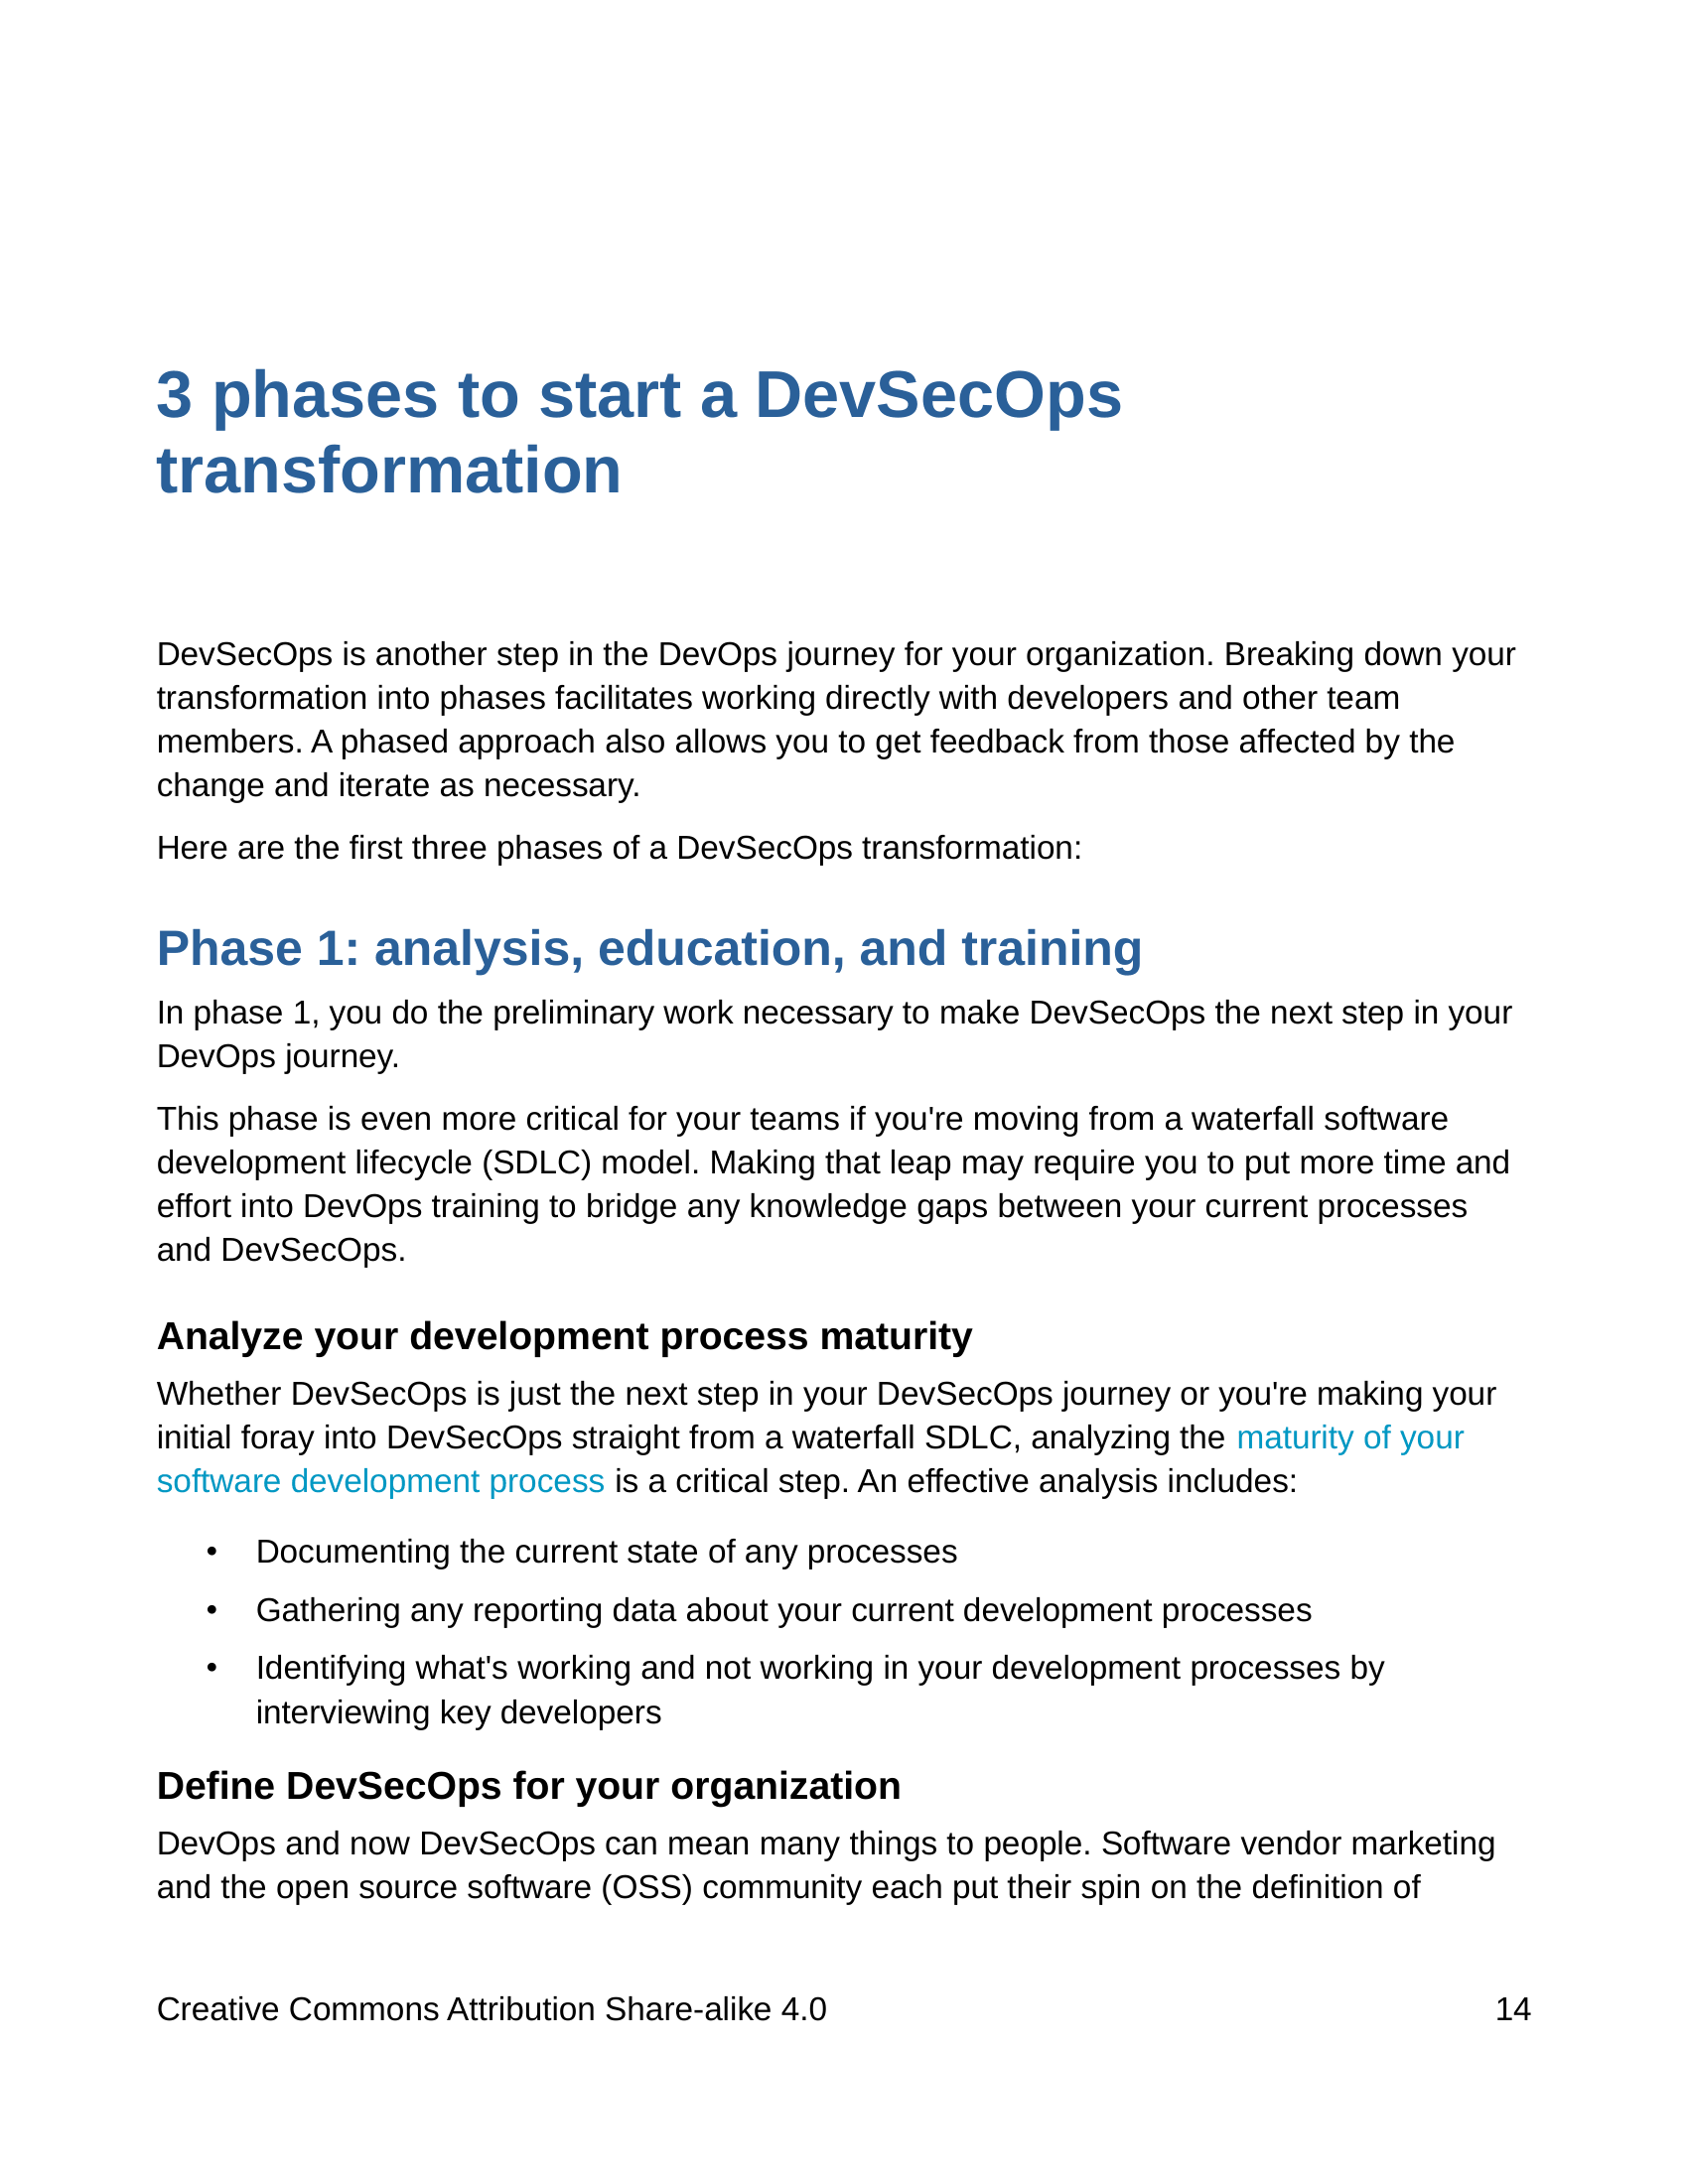 3 phases to start a DevSecOps
transformation
DevSecOps is another step in the DevOps journey for your organization. Breaking down your
transformation into phases facilitates working directly with developers and other team
members. A phased approach also allows you to get feedback from those affected by the
change and iterate as necessary.
Here are the first three phases of a DevSecOps transformation:
Phase 1: analysis, education, and training
In phase 1, you do the preliminary work necessary to make DevSecOps the next step in your
DevOps journey.
This phase is even more critical for your teams if you're moving from a waterfall software
development lifecycle (SDLC) model. Making that leap may require you to put more time and
effort into DevOps training to bridge any knowledge gaps between your current processes
and DevSecOps.
Analyze your development process maturity
Whether DevSecOps is just the next step in your DevSecOps journey or you're making your
initial foray into DevSecOps straight from a waterfall SDLC, analyzing the maturity of your
software development process is a critical step. An effective analysis includes:
• Documenting the current state of any processes
• Gathering any reporting data about your current development processes
• Identifying what's working and not working in your development processes by
interviewing key developers
Define DevSecOps for your organization
DevOps and now DevSecOps can mean many things to people. Software vendor marketing
and the open source software (OSS) community each put their spin on the definition of
Creative Commons Attribution Share-alike 4.0 14